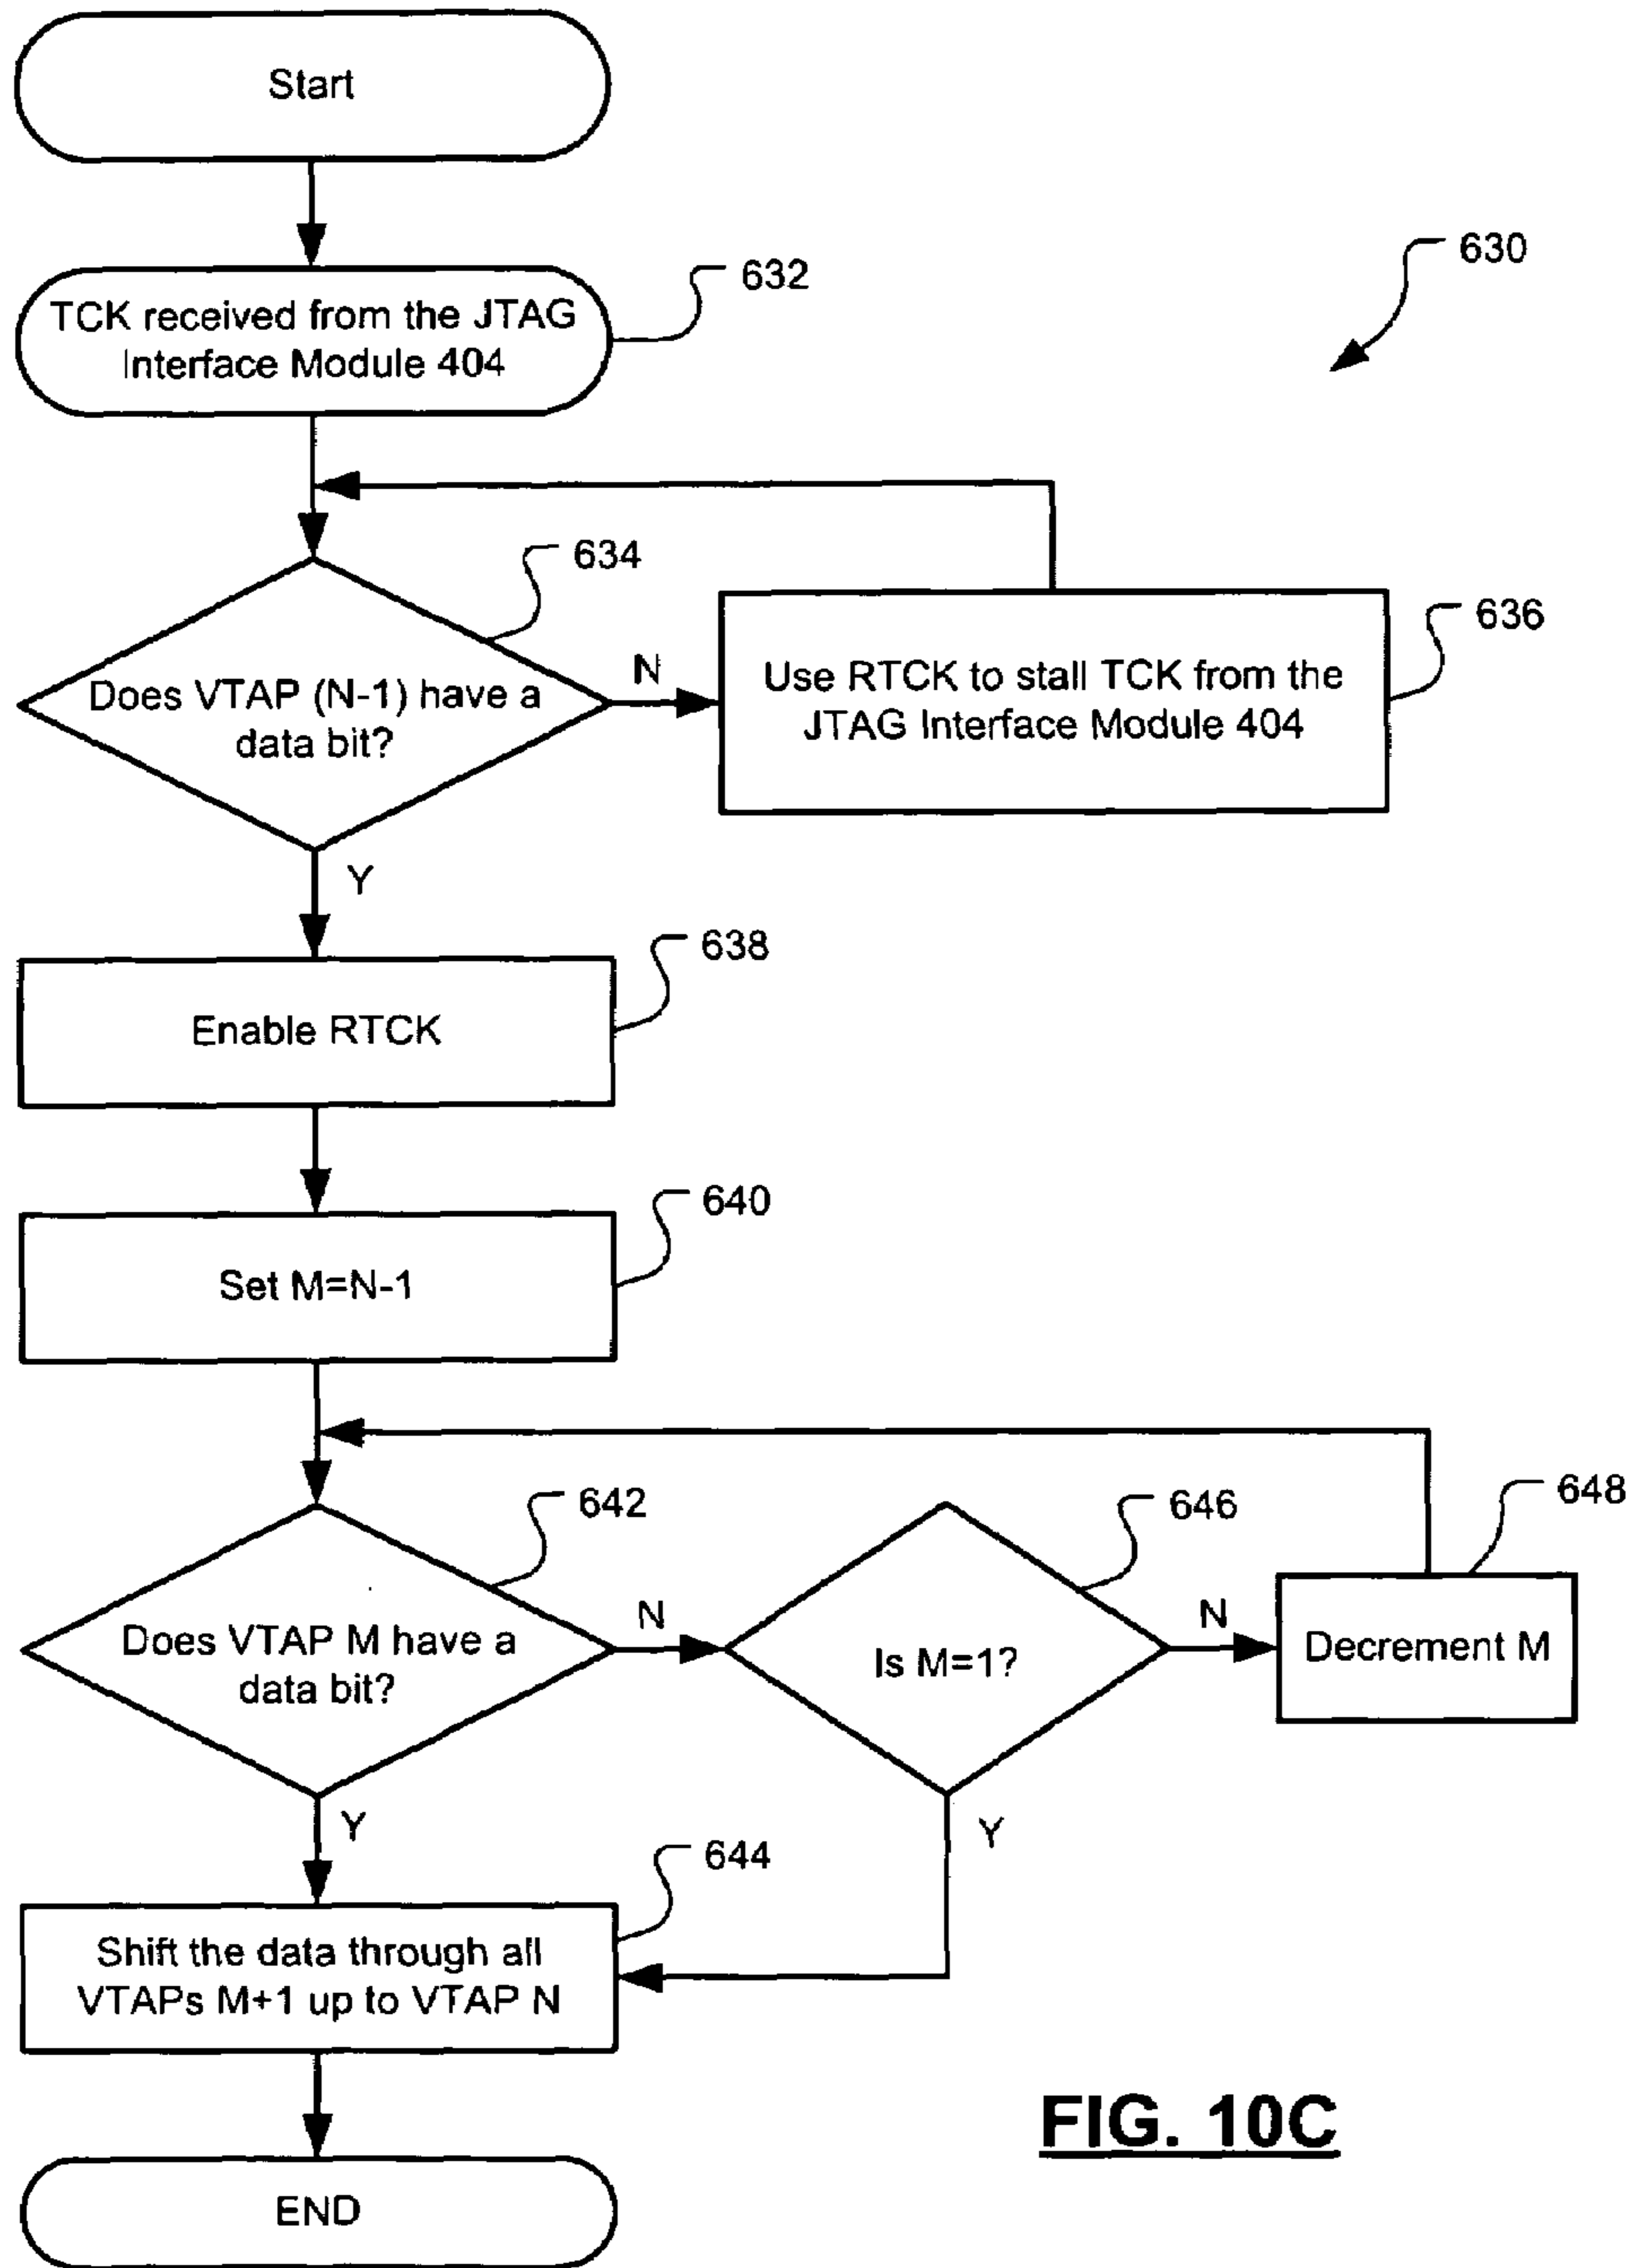 Start
630
632
TCK received from the JTAG
Interface Module 404
634
636
N
Does VTAP (N-1) have a
data bit?
Use RTCK to stall TCK from the
JTAG Interface Module 404
Y
638
Enable RTCK
640
Set M=N-1
642
646
648
N
N
Does VTAP M have a
data bit?
Is M=1?
Decrement M
Y
Y
644
Shift the data through all
VTAPs M+1 up to VTAP N
FIG. 10C
END